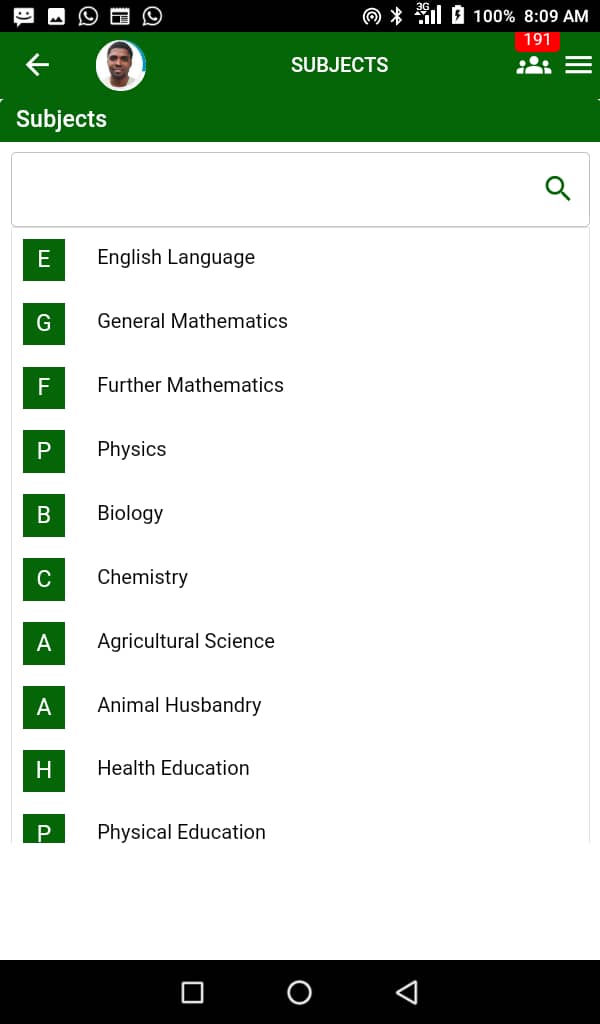 3G
100% 8:09 AM
SUBJECTS
191
Subjects
E English Language
G General Mathematics
F Further Mathematics
P Physics
B Biology
C Chemistry
A Agricultural Science
A Animal Husbandry
H Health Education
P Physical Education